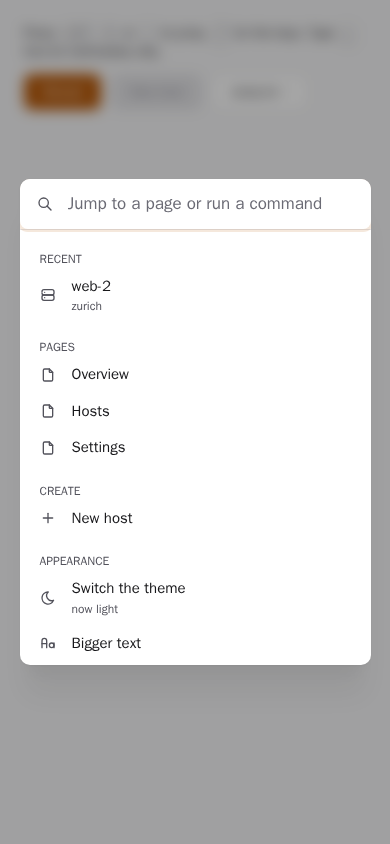 Jump to a page or run a command
RECENT
web-2
zurich
PAGES
Overview
Hosts
Settings
CREATE
New host
APPEARANCE
Switch the theme
now light
Bigger text